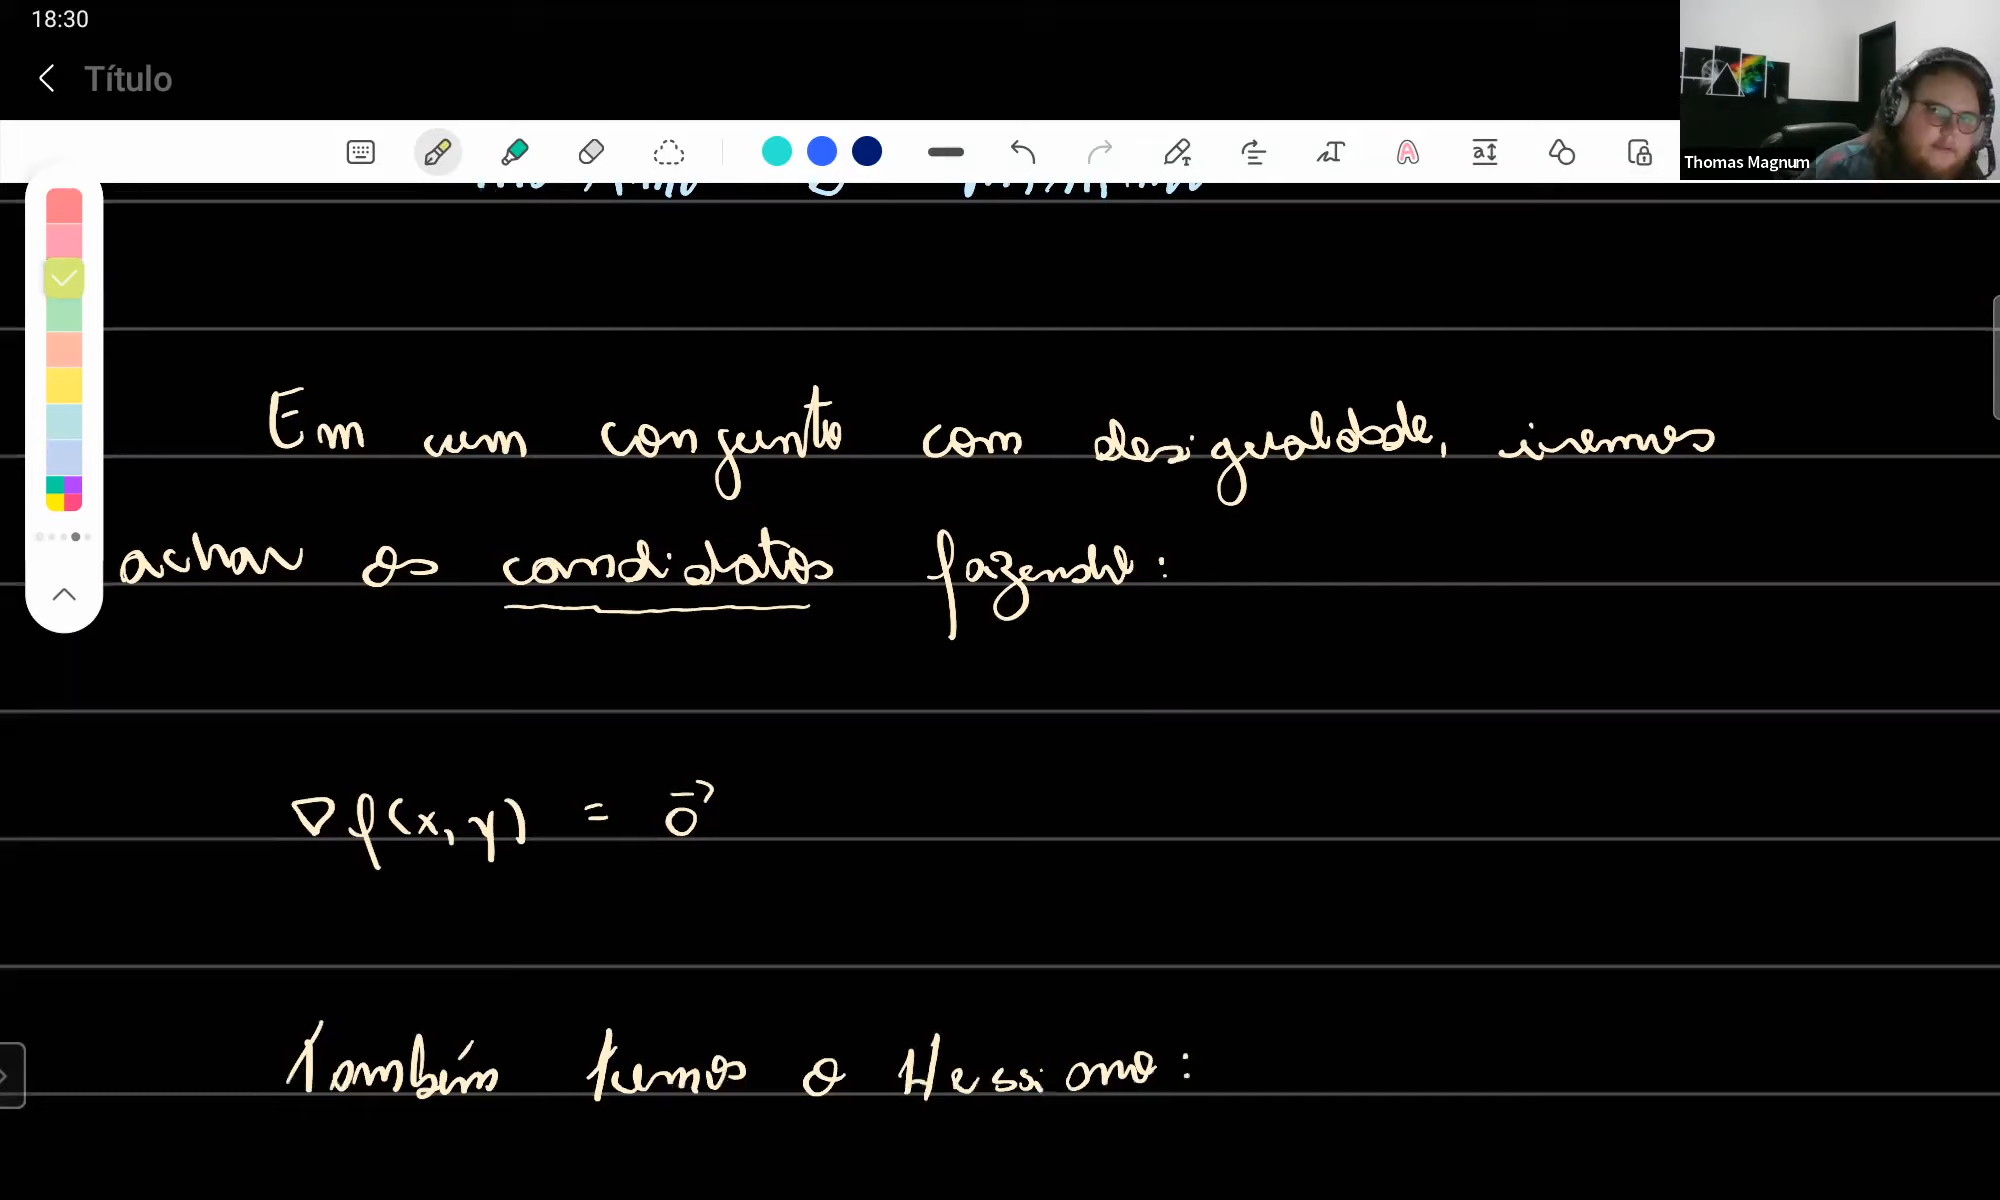 18:30
Título
Thomas Magnum
Em um conjunto com desigualdade, iremos
achar os candidatos fazendo:
∇f(x,y) = 0⃗
Também temos o Hessiano: